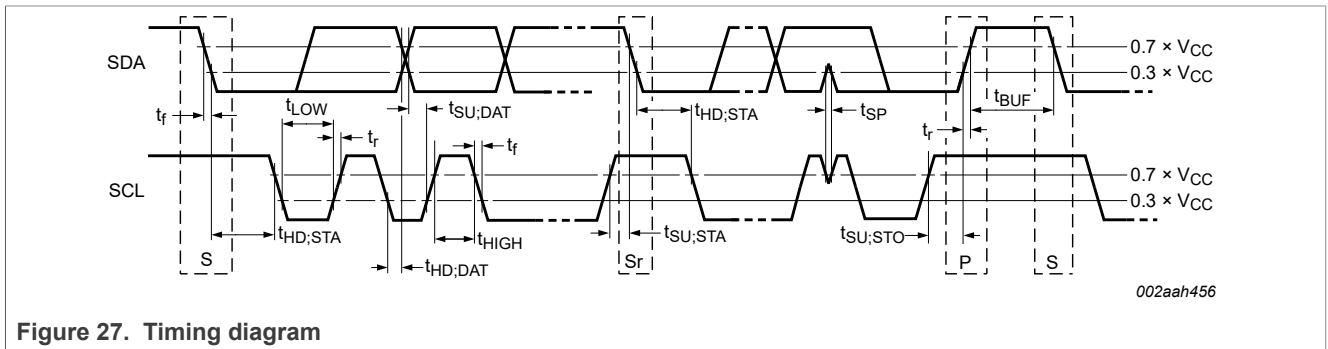 SDA
0.7 × VCC
0.3 × VCC
tf
tLOW
tSU;DAT
tr
tf
tHD;STA
tSP
tr
tBUF
SCL
0.7 × VCC
0.3 × VCC
tHD;STA
tHD;DAT
tHIGH
tSU;STA
tSU;STO
S
Sr
P
S
002aah456
Figure 27. Timing diagram